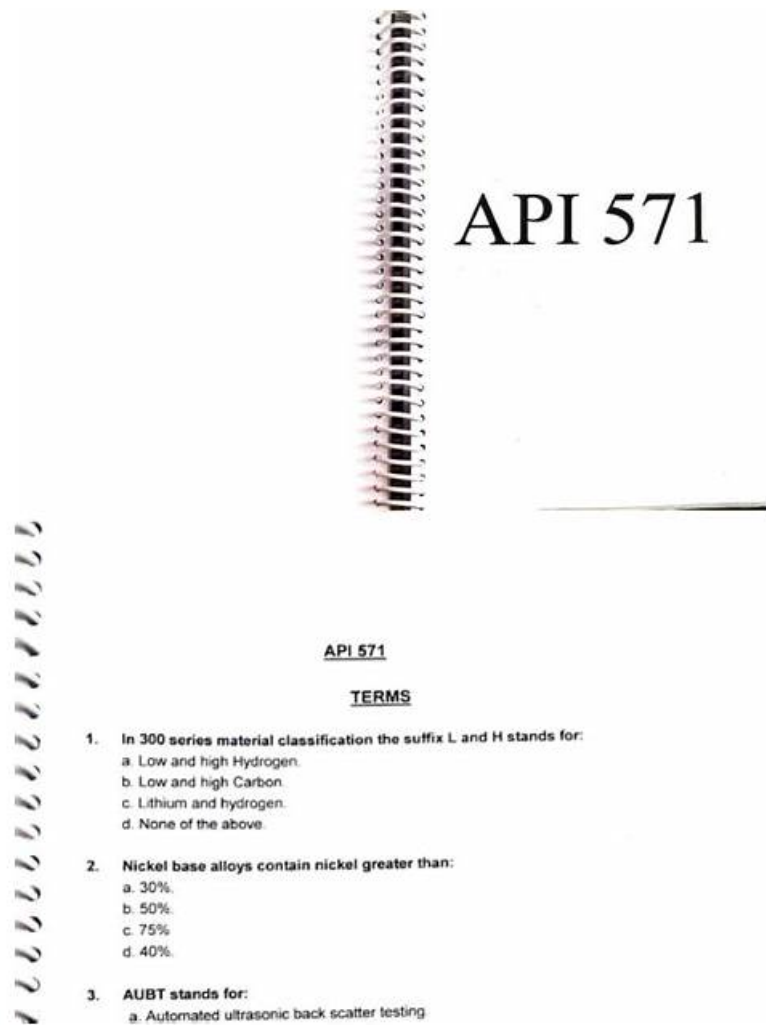 API 571
API 571
TERMS
1. In 300 series material classification the suffix L and H stands for:
a. Low and high Hydrogen.
b. Low and high Carbon.
c. Lithium and hydrogen.
d. None of the above.
2. Nickel base alloys contain nickel greater than:
a. 30%.
b. 50%.
c. 75%
d. 40%.
3. AUBT stands for:
a. Automated ultrasonic back scatter testing